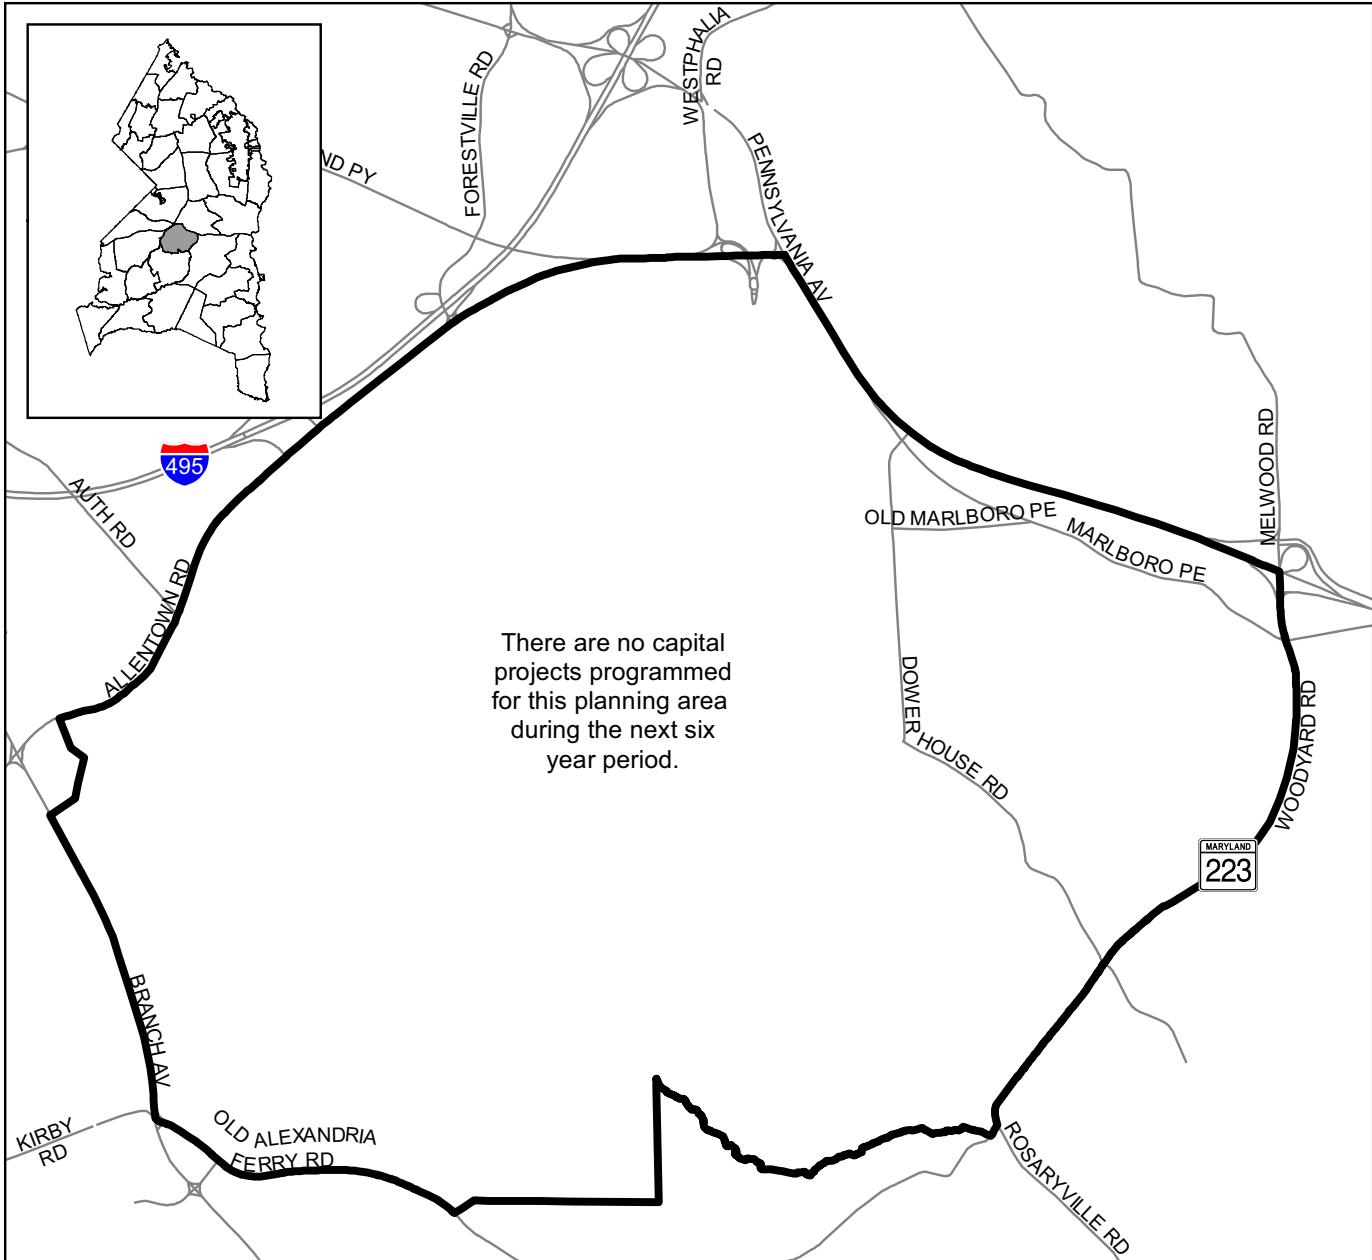 WESTPHALIA
RD
FORESTVILLE RD
ND PY
PENNSYLVANIA AV
495
AUTH RD
MELWOOD RD
OLD MARLBORO PE
MARLBORO PE
ALLENTOWN RD
There are no capital
projects programmed
for this planning area
during the next six
year period.
DOWER HOUSE RD
WOODYARD RD
MARYLAND
223
BRANCH AV
KIRBY
RD
OLD ALEXANDRIA
FERRY RD
ROSARYVILLE RD